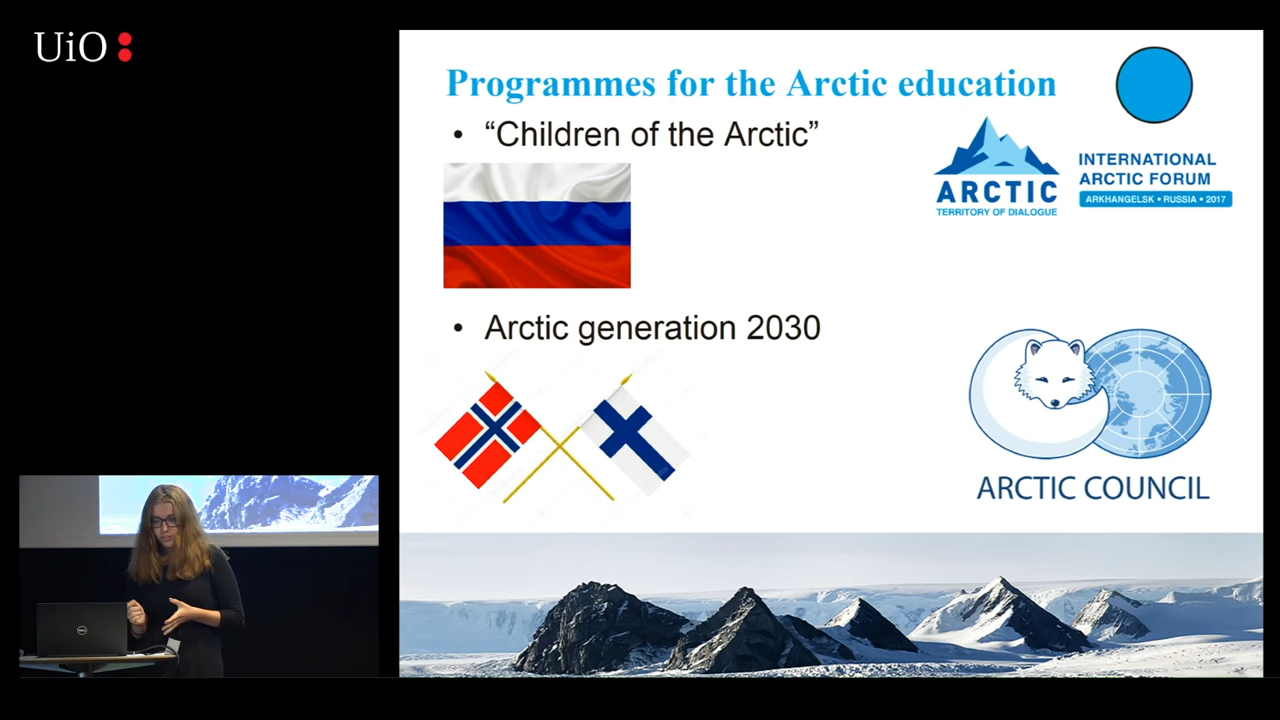 UiO:
Programmes for the Arctic education
• “Children of the Arctic”
ARCTIC
TERRITORY OF DIALOGUE
INTERNATIONAL
ARCTIC FORUM
ARKHANGELSK • RUSSIA • 2017
• Arctic generation 2030
ARCTIC COUNCIL
DELL